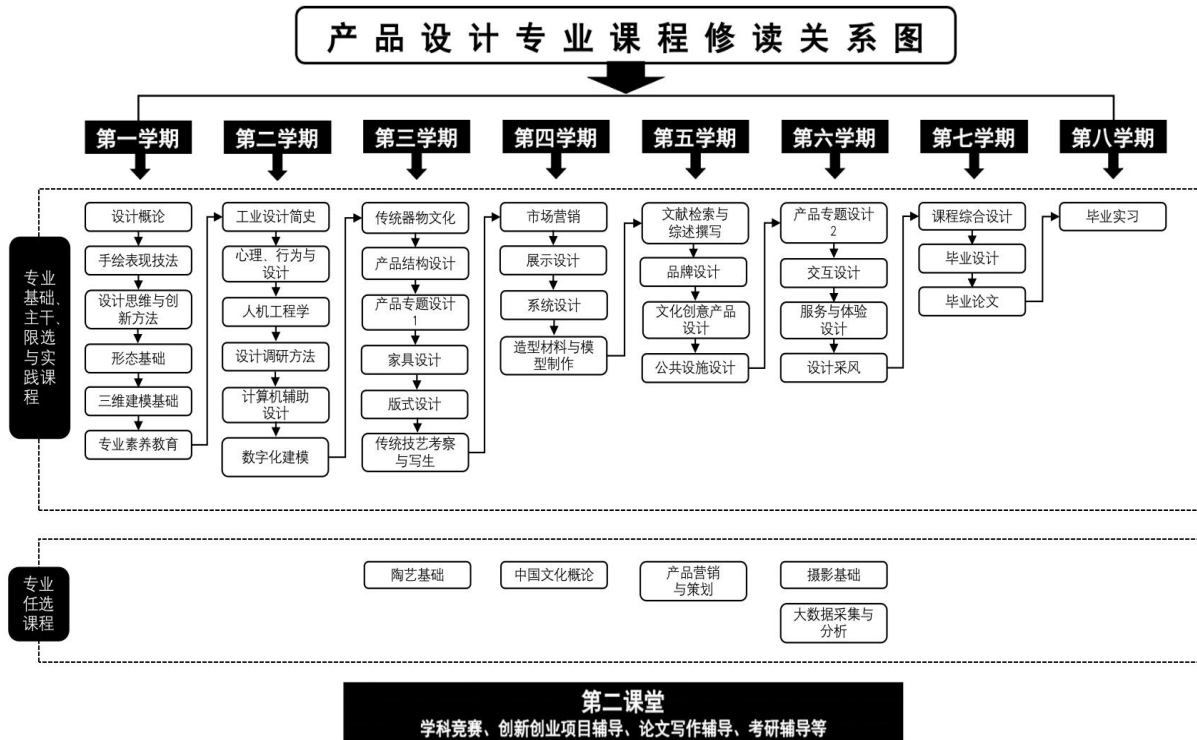 产品设计专业课程修读关系图
第一学期
第二学期
第三学期
第四学期
第五学期
第六学期
第七学期
第八学期
专业
基础、
主干、
限选
与实
践课
程
设计概论
手绘表现技法
设计思维与创
新方法
形态基础
三维建模基础
专业素养教育
工业设计简史
心理、行为与
设计
人机工程学
设计调研方法
计算机辅助
设计
数字化建模
传统器物文化
产品结构设计
产品专题设计
1
家具设计
版式设计
传统技艺考察
与写生
市场营销
展示设计
系统设计
造型材料与模
型制作
文献检索与
综述撰写
品牌设计
文化创意产品
设计
公共设施设计
产品专题设计
2
交互设计
服务与体验
设计
设计采风
课程综合设计
毕业设计
毕业论文
毕业实习
专业
任选
课程
陶艺基础
中国文化概论
产品营销
与策划
摄影基础
大数据采集与
分析
第二课堂
学科竞赛、创新创业项目辅导、论文写作辅导、考研辅导等